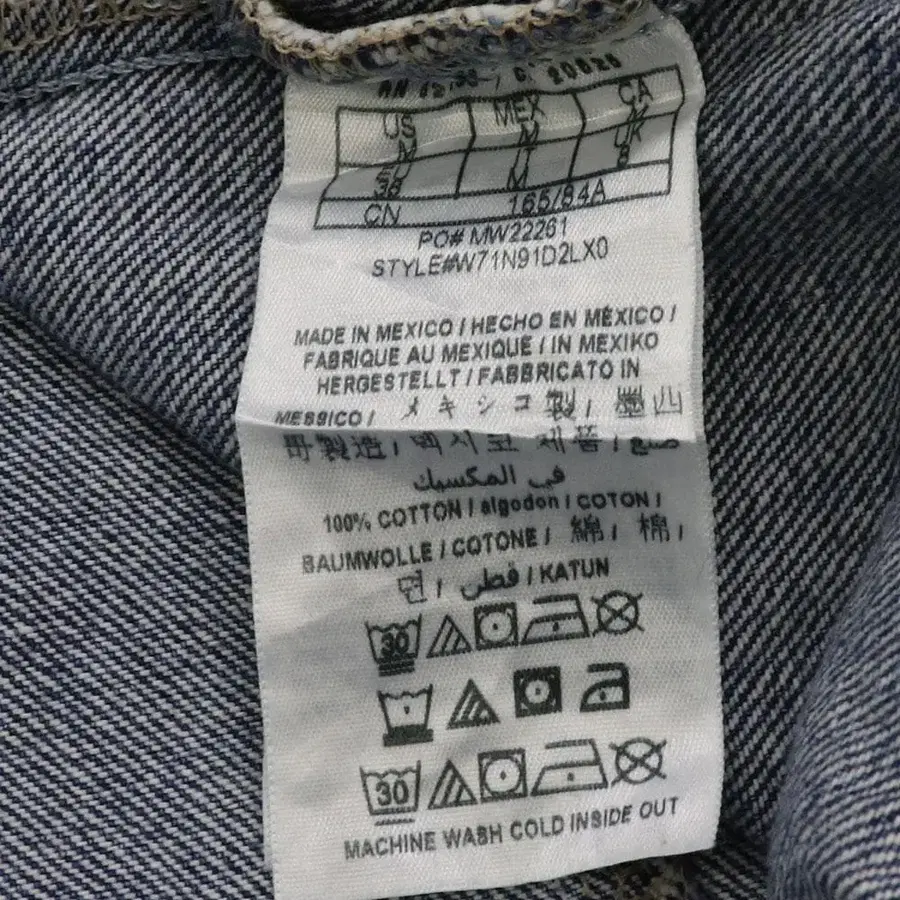 US MEX CA
M M M
EU IT UK
38 M 8
CN 165/84A
PO# MW22261
STYLE#W71N91D2LX0
MADE IN MEXICO / HECHO EN MEXICO /
FABRIQUE AU MEXIQUE / IN MEXIKO
HERGESTELLT / FABBRICATO IN
MESSICO / メキシコ製 / 墨西
哥製造 / 멕시코 제품 / صنع
في المكسيك
100% COTTON / algodon / COTON /
BAUMWOLLE / COTONE / 綿 / 棉 /
면 / قطن / KATUN
30
30
MACHINE WASH COLD INSIDE OUT